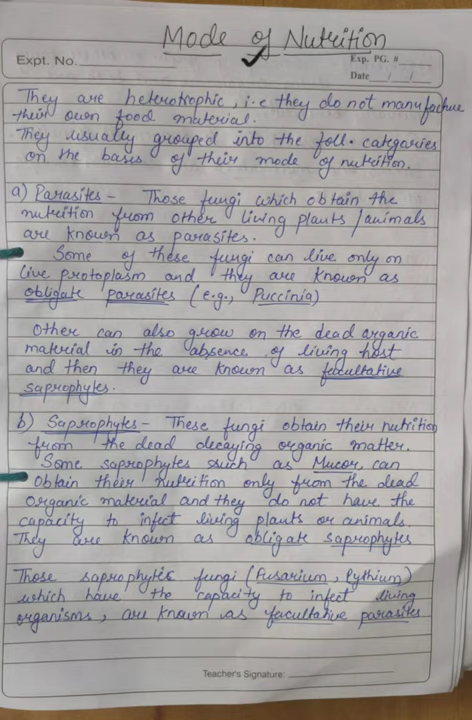 Mode of Nutrition
Expt. No.
Exp. PG. #
Date / /
They are heterotrophic, i.e they do not manufacture
their own food material.
They usually grouped into the foll. categories
on the basis of their mode of nutrition.
a) Parasites - Those fungi which obtain the
nutrition from other living plants / animals
are known as parasites.
Some of these fungi can live only on
live protoplasm and they are known as
obligate parasites (e.g., Puccinia)
Other can also grow on the dead organic
material in the absence of living host
and then they are known as facultative
saprophytes.
b) Saprophytes - These fungi obtain their nutrition
from the dead decaying organic matter.
Some saprophytes such as Mucor, can
obtain their nutrition only from the dead
organic material and they do not have the
capacity to infect living plants or animals.
They are known as obligate saprophytes
Those saprophytic fungi (Fusarium, Pythium)
which have the capacity to infect living
organisms, are known as facultative parasites
Teacher's Signature: